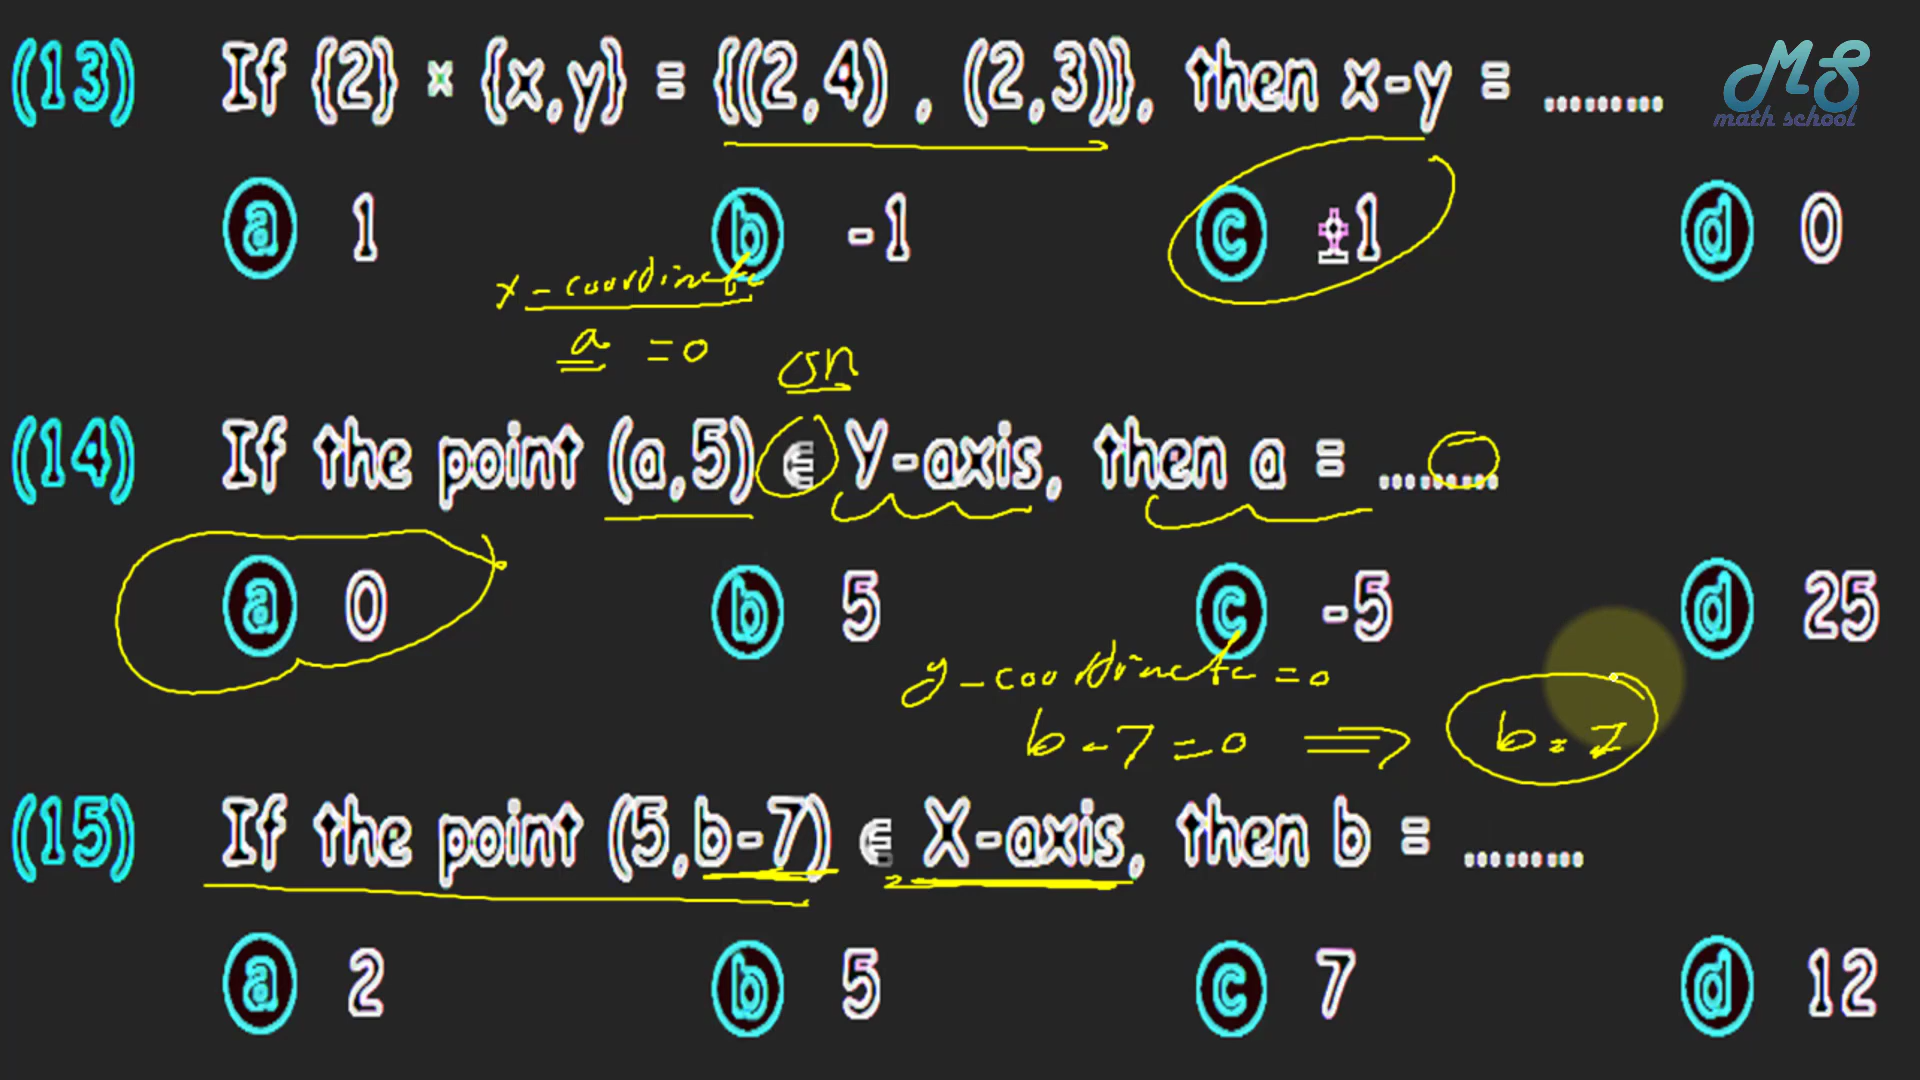 (13) If {2} × {x,y} = {(2,4) , (2,3)}, then x-y = .........
MS
math school
a 1 b -1 c ±1 d 0
x-coordinate
a = 0
on
(14) If the point (a,5) ∈ Y-axis, then a = .........
a 0 b 5 c -5 d 25
y-coordinate = 0
b - 7 = 0 ⟹ b = 7
(15) If the point (5,b-7) ∈ X-axis, then b = .........
a 2 b 5 c 7 d 12